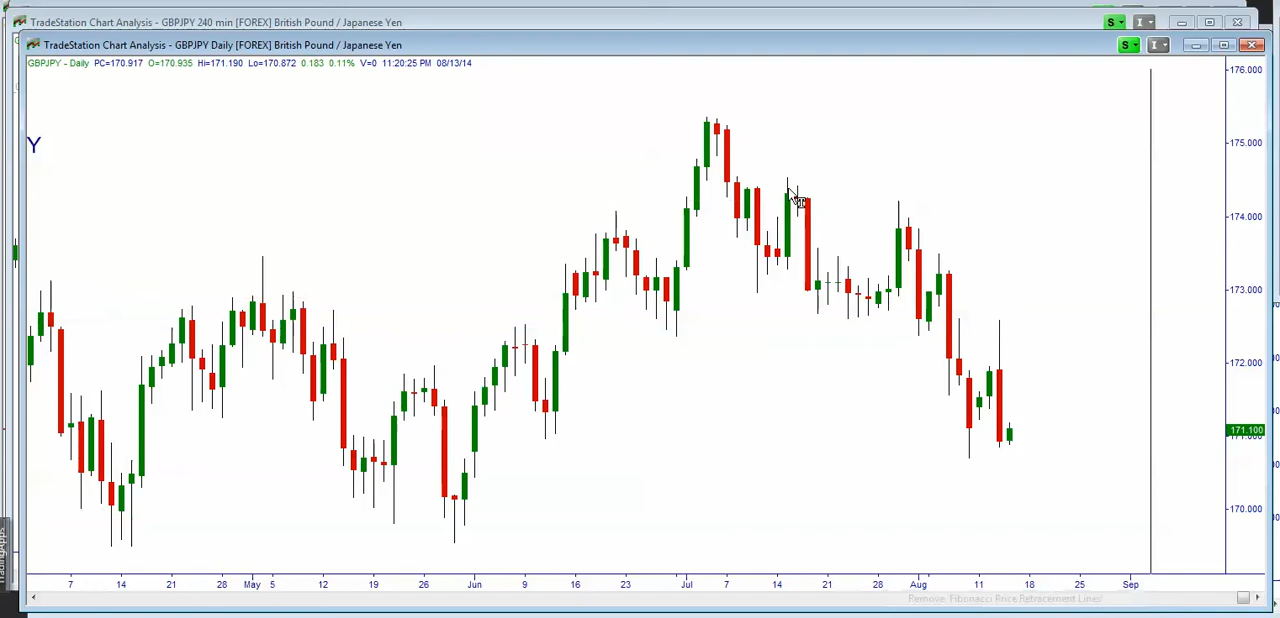 TradeStation Chart Analysis - GBPJPY 240 min [FOREX] British Pound / Japanese Yen
S I
TradeStation Chart Analysis - GBPJPY Daily [FOREX] British Pound / Japanese Yen
S I
GBPJPY - Daily PC=170.917 O=170.935 Hi=171.190 Lo=170.872 0.183 0.11% V=0 11:20:25 PM 08/13/14
176.000
Y
175.000
174.000
173.000
172.000
171.100
170.000
TradingApps
7 14 21 28 May 5 12 19 26 Jun 9 16 23 Jul 7 14 21 28 Aug 11 18 25 Sep
Remove, Fibonacci Price Retracement Lines